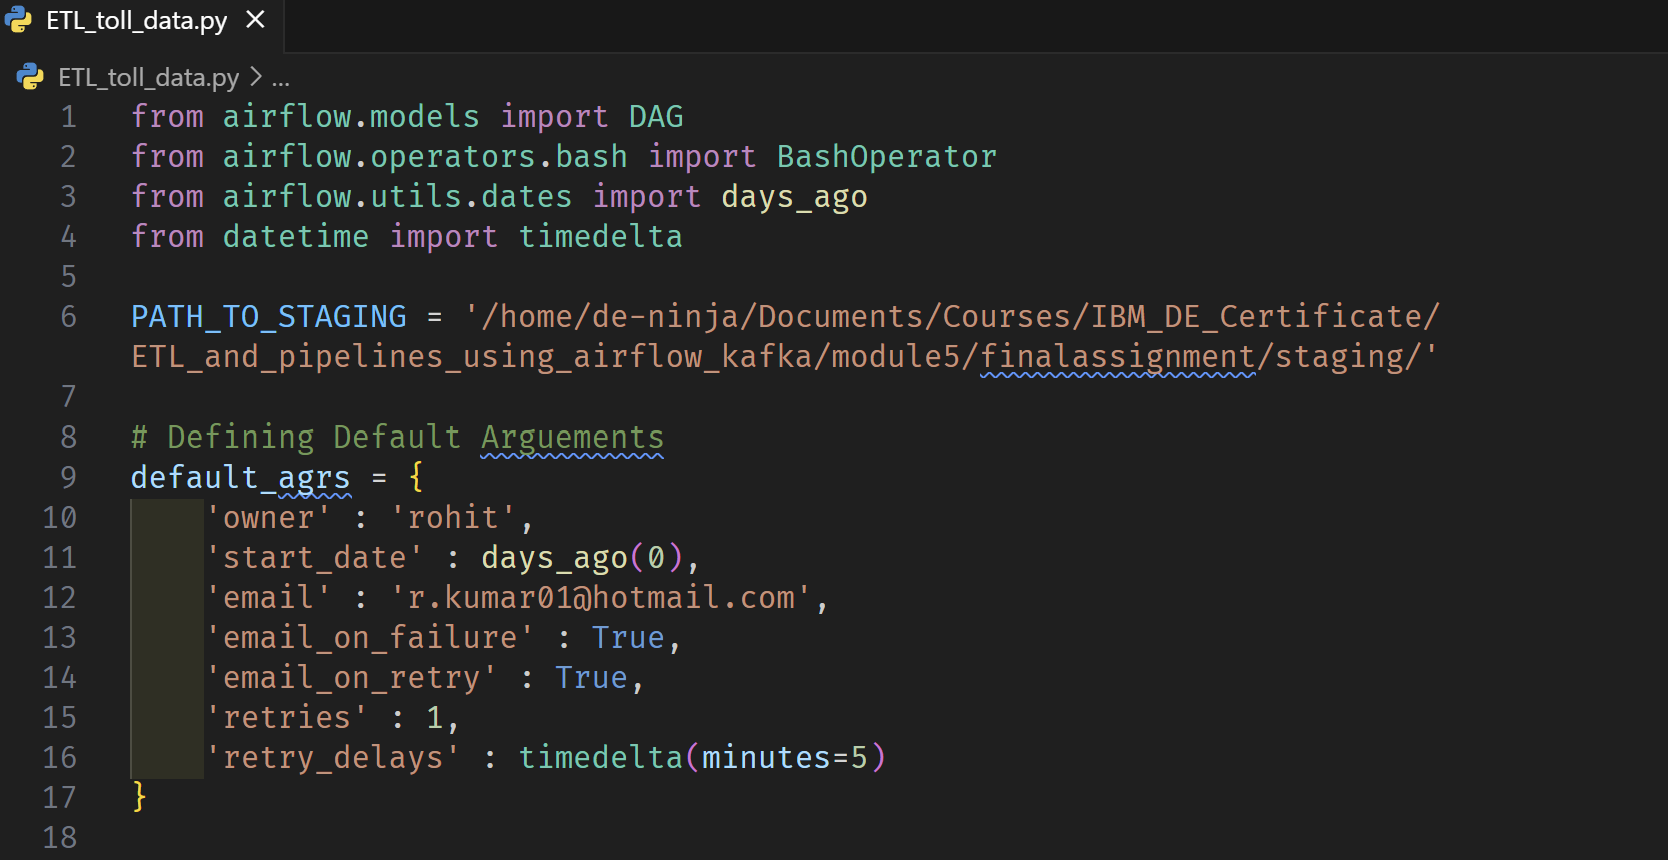 ETL_toll_data.py ×
ETL_toll_data.py > ...
1 from airflow.models import DAG
2 from airflow.operators.bash import BashOperator
3 from airflow.utils.dates import days_ago
4 from datetime import timedelta
5
6 PATH_TO_STAGING = '/home/de-ninja/Documents/Courses/IBM_DE_Certificate/
ETL_and_pipelines_using_airflow_kafka/module5/finalassignment/staging/'
7
8 # Defining Default Arguements
9 default_agrs = {
10 'owner' : 'rohit',
11 'start_date' : days_ago(0),
12 'email' : 'r.kumar01@hotmail.com',
13 'email_on_failure' : True,
14 'email_on_retry' : True,
15 'retries' : 1,
16 'retry_delays' : timedelta(minutes=5)
17 }
18